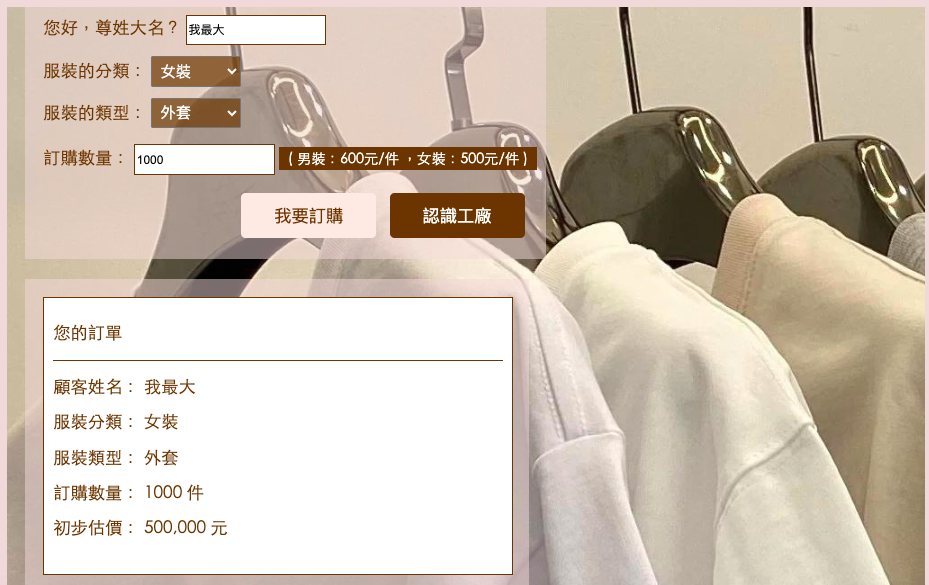 您好，尊姓大名？ 我最大
服裝的分類： 女裝
服裝的類型： 外套
訂購數量： 1000 ( 男裝：600元/件 ，女裝：500元/件 )
我要訂購 認識工廠
您的訂單
顧客姓名： 我最大
服裝分類： 女裝
服裝類型： 外套
訂購數量： 1000 件
初步估價： 500,000 元